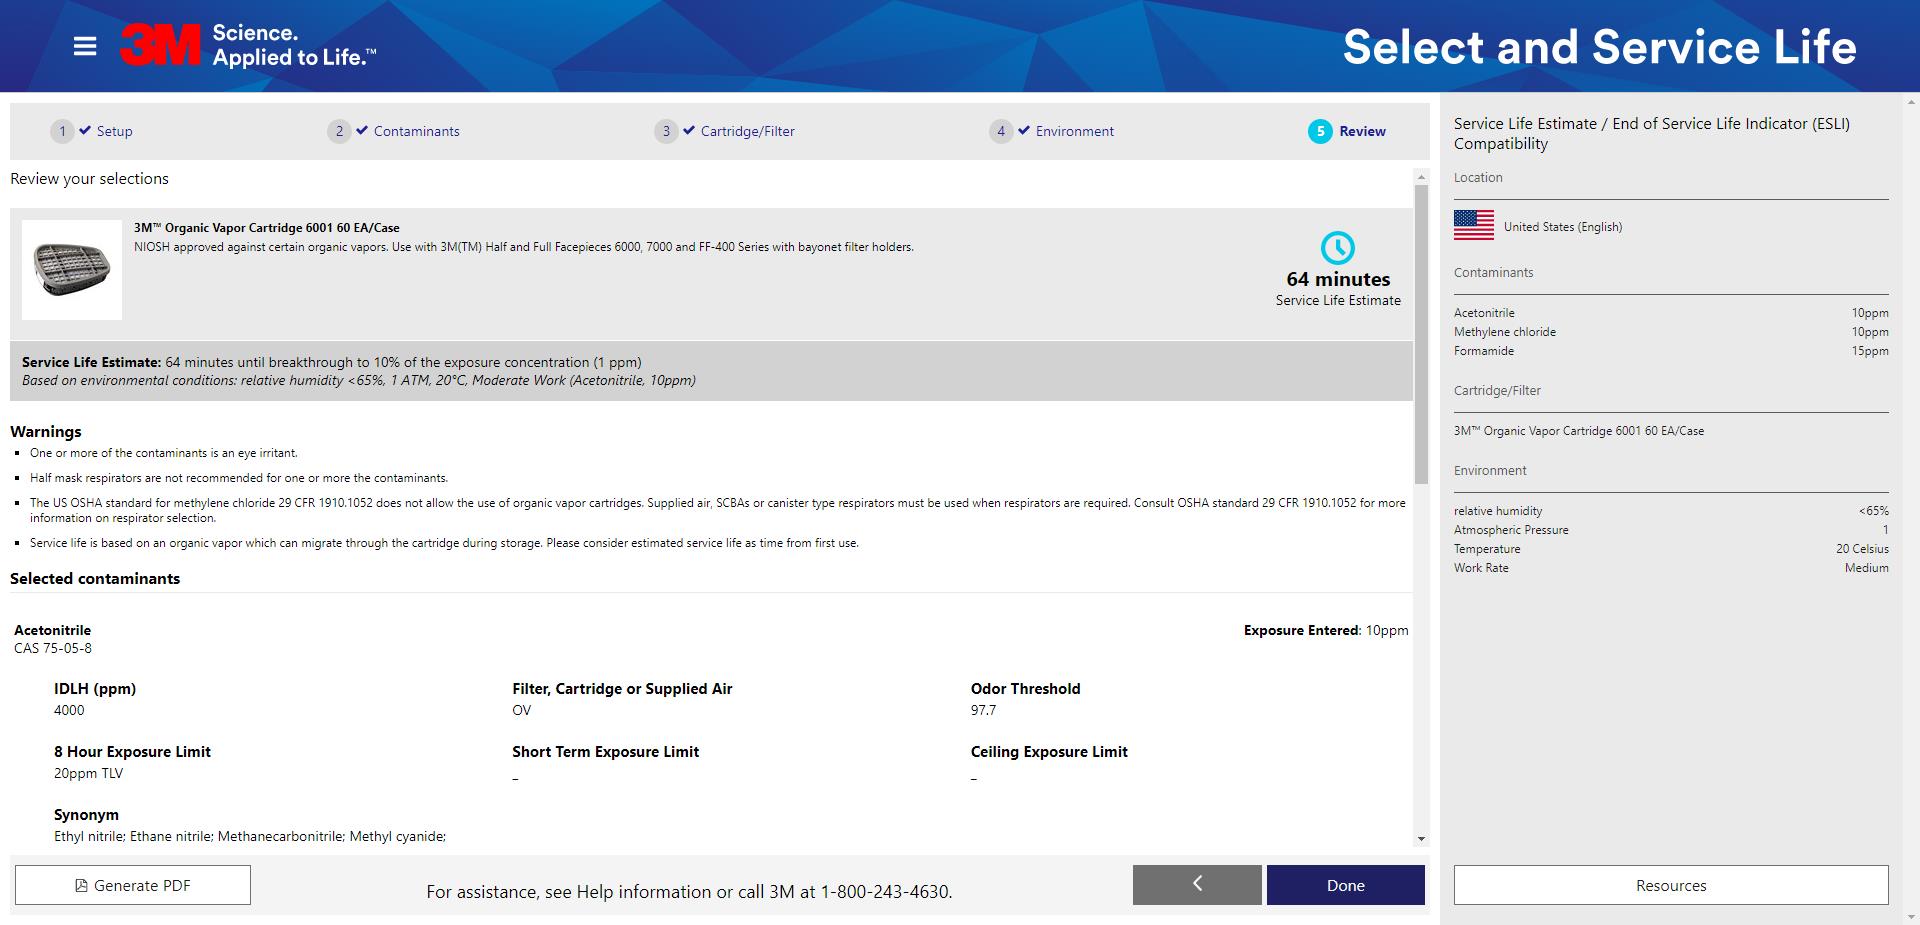 3M Science.
Applied to Life.™
Select and Service Life
1 Setup
2 Contaminants
3 Cartridge/Filter
4 Environment
5 Review
Review your selections
3M™ Organic Vapor Cartridge 6001 60 EA/Case
NIOSH approved against certain organic vapors. Use with 3M(TM) Half and Full Facepieces 6000, 7000 and FF-400 Series with bayonet filter holders.
64 minutes
Service Life Estimate
Service Life Estimate: 64 minutes until breakthrough to 10% of the exposure concentration (1 ppm)
Based on environmental conditions: relative humidity <65%, 1 ATM, 20°C, Moderate Work (Acetonitrile, 10ppm)
Warnings
One or more of the contaminants is an eye irritant.
Half mask respirators are not recommended for one or more the contaminants.
The US OSHA standard for methylene chloride 29 CFR 1910.1052 does not allow the use of organic vapor cartridges. Supplied air, SCBAs or canister type respirators must be used when respirators are required. Consult OSHA standard 29 CFR 1910.1052 for more
information on respirator selection.
Service life is based on an organic vapor which can migrate through the cartridge during storage. Please consider estimated service life as time from first use.
Selected contaminants
Acetonitrile
CAS 75-05-8
Exposure Entered: 10ppm
IDLH (ppm)
4000
Filter, Cartridge or Supplied Air
OV
Odor Threshold
97.7
8 Hour Exposure Limit
20ppm TLV
Short Term Exposure Limit
–
Ceiling Exposure Limit
–
Synonym
Ethyl nitrile; Ethane nitrile; Methanecarbonitrile; Methyl cyanide;
Generate PDF
For assistance, see Help information or call 3M at 1-800-243-4630.
Done
Service Life Estimate / End of Service Life Indicator (ESLI)
Compatibility
Location
United States (English)
Contaminants
Acetonitrile 10ppm
Methylene chloride 10ppm
Formamide 15ppm
Cartridge/Filter
3M™ Organic Vapor Cartridge 6001 60 EA/Case
Environment
relative humidity <65%
Atmospheric Pressure 1
Temperature 20 Celsius
Work Rate Medium
Resources